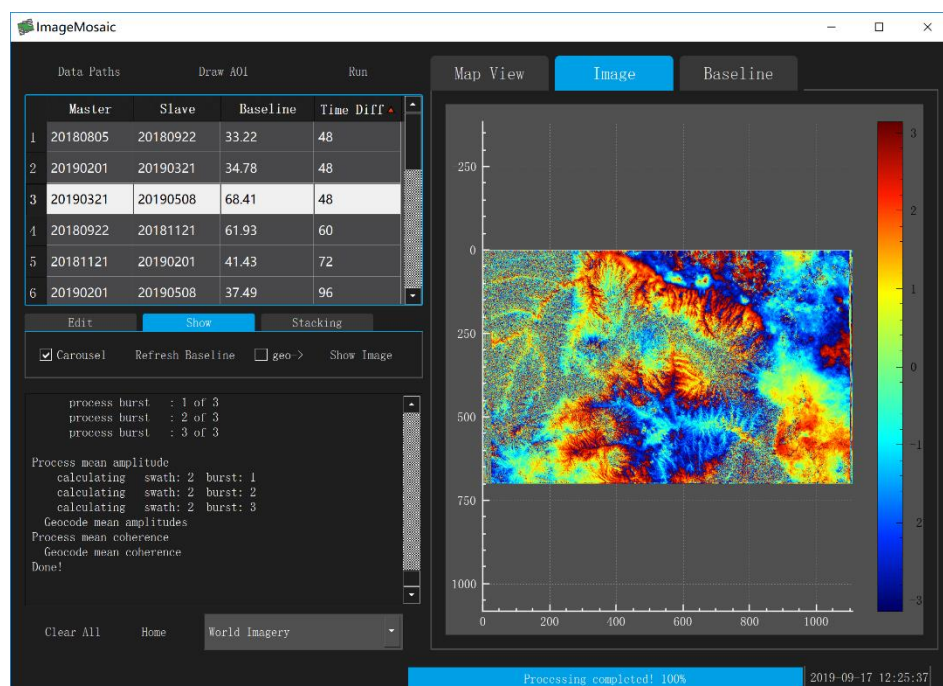 ImageMosaic
Data Paths Draw AOI Run
Master Slave Baseline Time Diff
1 20180805 20180922 33.22 48
2 20190201 20190321 34.78 48
3 20190321 20190508 68.41 48
4 20180922 20181121 61.93 60
5 20181121 20190201 41.43 72
6 20190201 20190508 37.49 96
Edit Show Stacking
Carousel Refresh Baseline geo-> Show Image
process burst : 1 of 3
process burst : 2 of 3
process burst : 3 of 3
Process mean amplitude
calculating swath: 2 burst: 1
calculating swath: 2 burst: 2
calculating swath: 2 burst: 3
Geocode mean amplitudes
Process mean coherence
Geocode mean coherence
Done!
Clear All Home World Imagery
Map View Image Baseline
250
0
250
500
750
1000
0 200 400 600 800 1000
3
2
1
0
-1
-2
-3
Processing completed! 100%
2019-09-17 12:25:37